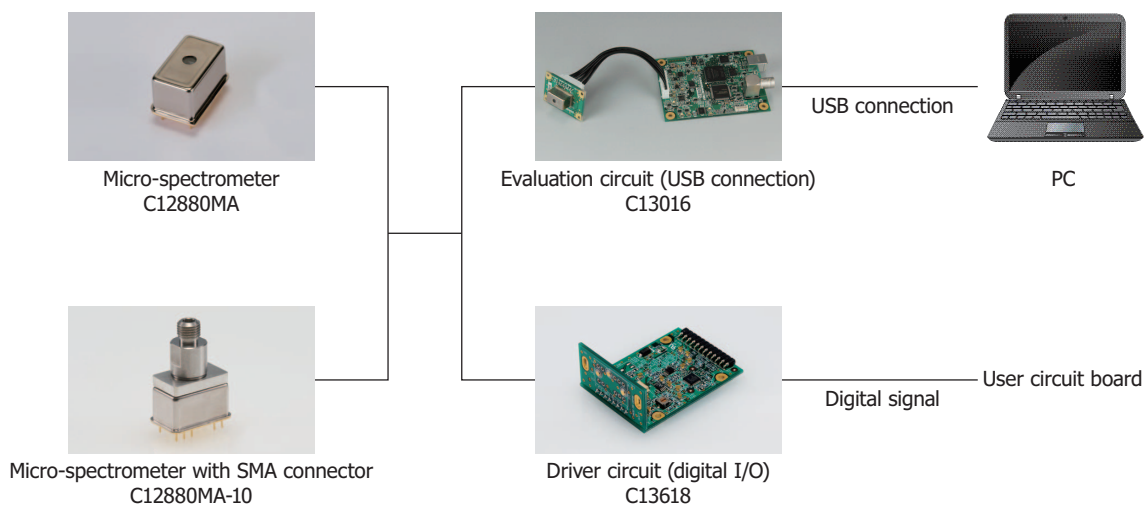 Micro-spectrometer
C12880MA
Evaluation circuit (USB connection)
C13016
USB connection
PC
Micro-spectrometer with SMA connector
C12880MA-10
Driver circuit (digital I/O)
C13618
Digital signal
User circuit board